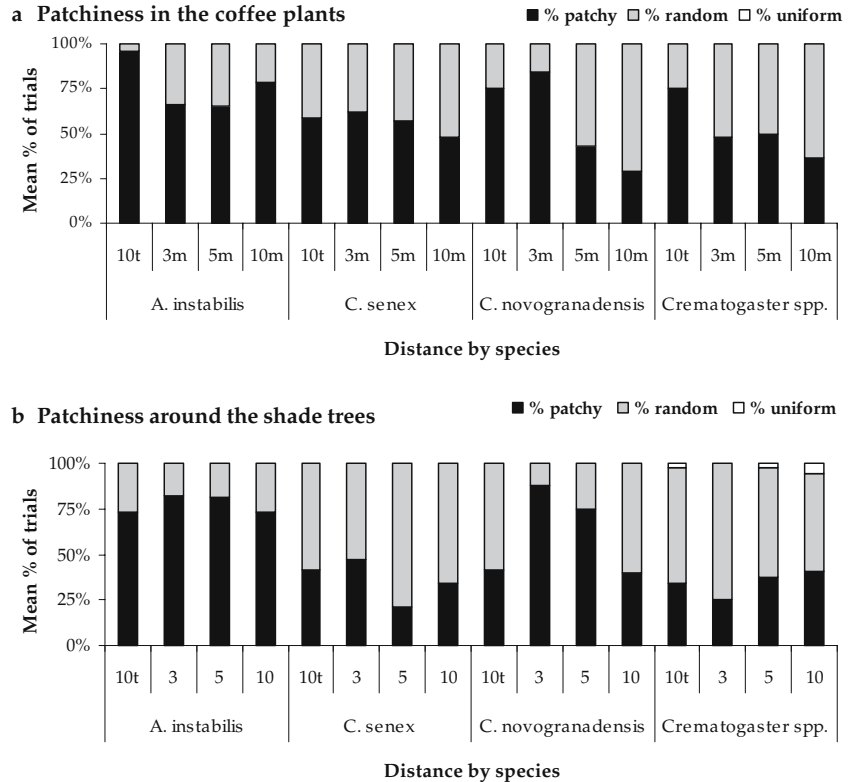 a Patchiness in the coffee plants
% patchy % random % uniform
100%
75%
50%
25%
0%
Mean % of trials
10t 3m 5m 10m 10t 3m 5m 10m 10t 3m 5m 10m 10t 3m 5m 10m
A. instabilis C. senex C. novogranadensis Crematogaster spp.
Distance by species
b Patchiness around the shade trees
% patchy % random % uniform
100%
75%
50%
25%
0%
Mean % of trials
10t 3 5 10 10t 3 5 10 10t 3 5 10 10t 3 5 10
A. instabilis C. senex C. novogranadensis Crematogaster spp.
Distance by species